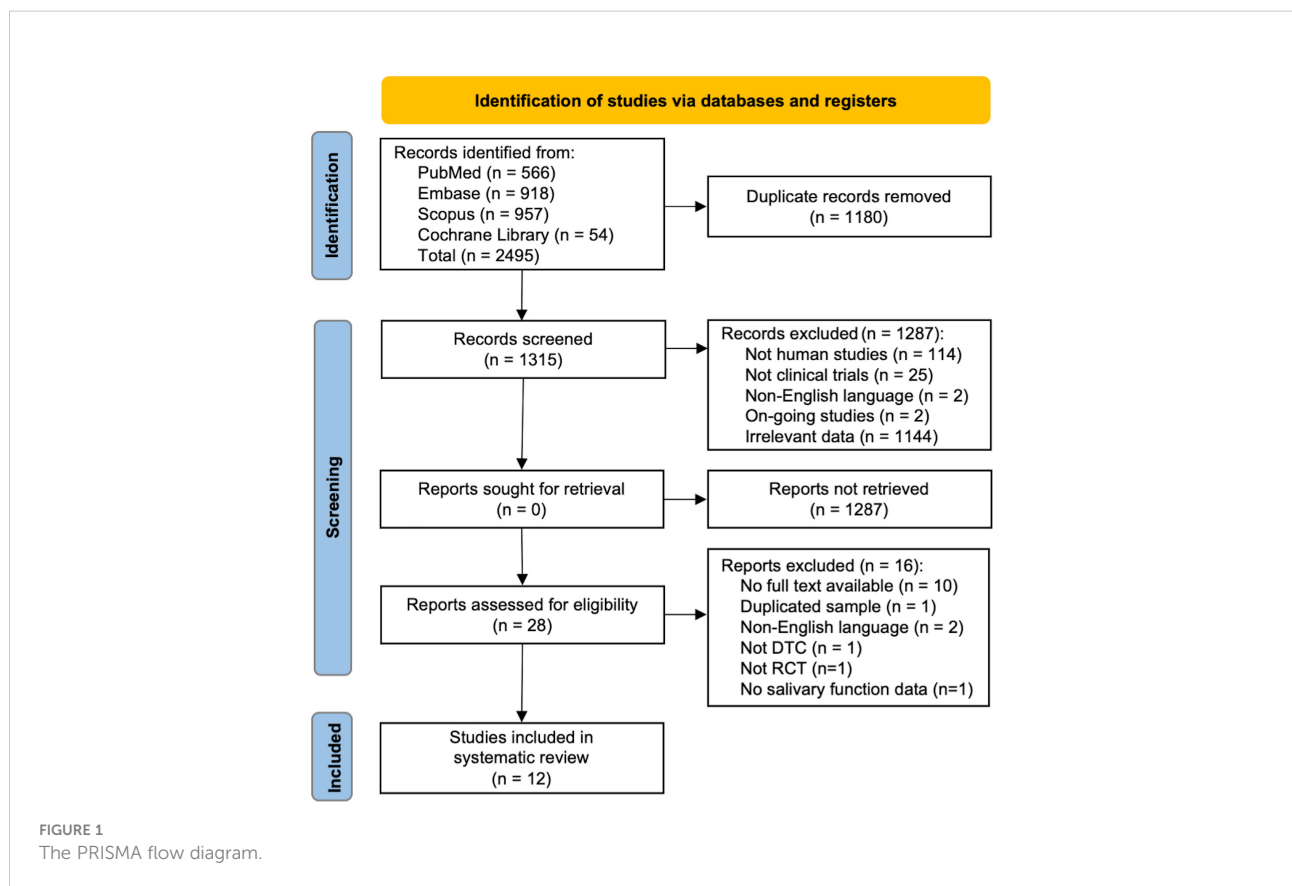 Identification of studies via databases and registers
Identification
Records identified from:
PubMed (n = 566)
Embase (n = 918)
Scopus (n = 957)
Cochrane Library (n = 54)
Total (n = 2495)
Duplicate records removed
(n = 1180)
Screening
Records screened
(n = 1315)
Records excluded (n = 1287):
Not human studies (n = 114)
Not clinical trials (n = 25)
Non-English language (n = 2)
On-going studies (n = 2)
Irrelevant data (n = 1144)
Reports sought for retrieval
(n = 0)
Reports not retrieved
(n = 1287)
Reports assessed for eligibility
(n = 28)
Reports excluded (n = 16):
No full text available (n = 10)
Duplicated sample (n = 1)
Non-English language (n = 2)
Not DTC (n = 1)
Not RCT (n=1)
No salivary function data (n=1)
Included
Studies included in
systematic review
(n = 12)
FIGURE 1
The PRISMA flow diagram.